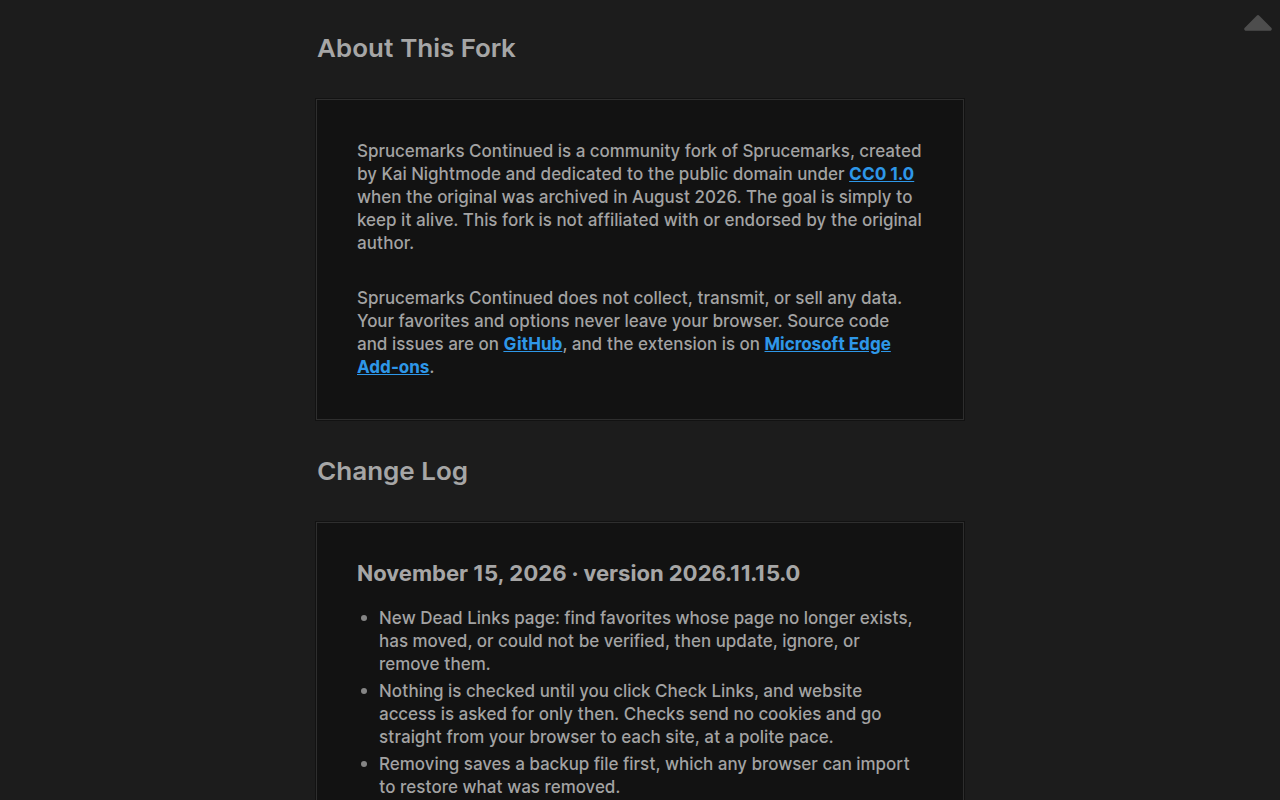 About This Fork
Sprucemarks Continued is a community fork of Sprucemarks, created
by Kai Nightmode and dedicated to the public domain under CC0 1.0
when the original was archived in August 2026. The goal is simply to
keep it alive. This fork is not affiliated with or endorsed by the original
author.
Sprucemarks Continued does not collect, transmit, or sell any data.
Your favorites and options never leave your browser. Source code
and issues are on GitHub, and the extension is on Microsoft Edge
Add-ons.
Change Log
November 15, 2026 · version 2026.11.15.0
• New Dead Links page: find favorites whose page no longer exists,
has moved, or could not be verified, then update, ignore, or
remove them.
• Nothing is checked until you click Check Links, and website
access is asked for only then. Checks send no cookies and go
straight from your browser to each site, at a polite pace.
• Removing saves a backup file first, which any browser can import
to restore what was removed.